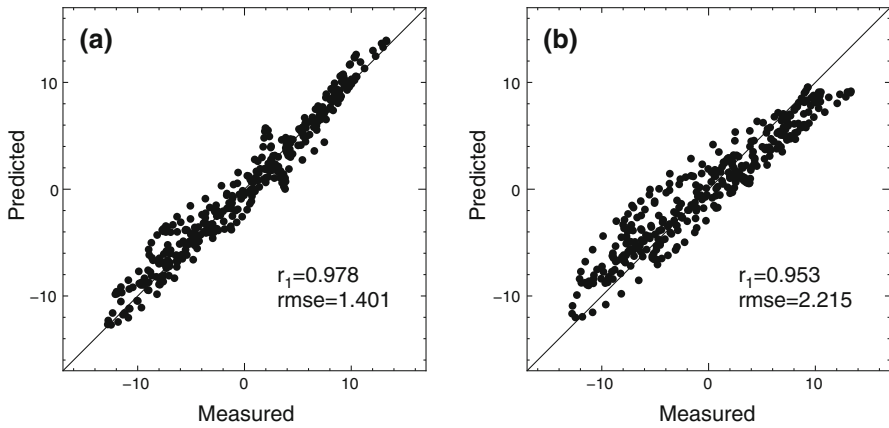 (a)
10
0
−10
Predicted
r₁=0.978
rmse=1.401
−10 0 10
Measured
(b)
10
0
−10
Predicted
r₁=0.953
rmse=2.215
−10 0 10
Measured